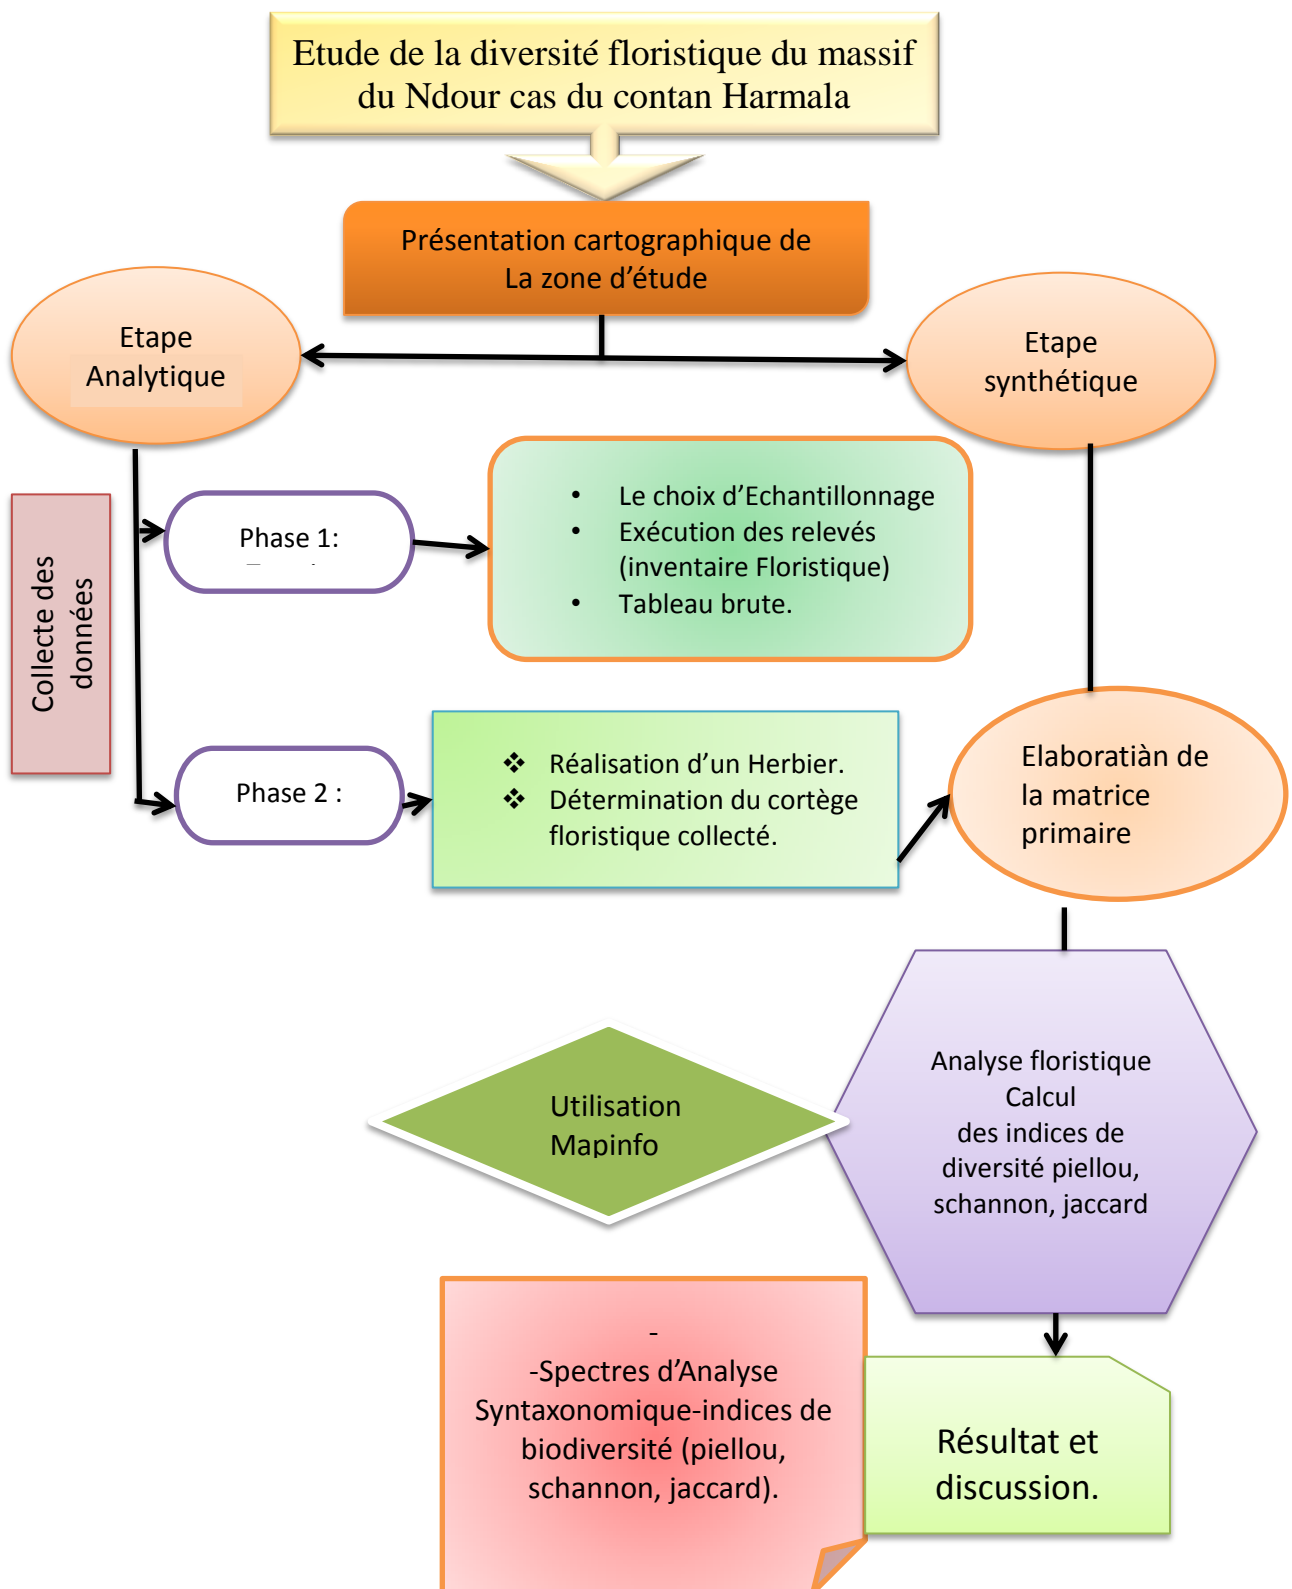 Etude de la diversité floristique du massif
du Ndour cas du contan Harmala
Présentation cartographique de
La zone d’étude
Etape
Analytique
Etape
synthétique
Collecte des
données
Phase 1:
• Le choix d’Echantillonnage
• Exécution des relevés
(inventaire Floristique)
• Tableau brute.
Phase 2 :
❖ Réalisation d’un Herbier.
❖ Détermination du cortège
floristique collecté.
Elaboratiàn de
la matrice
primaire
Utilisation
Mapinfo
Analyse floristique
Calcul
des indices de
diversité piellou,
schannon, jaccard
-
-Spectres d’Analyse
Syntaxonomique-indices de
biodiversité (piellou,
schannon, jaccard).
Résultat et
discussion.